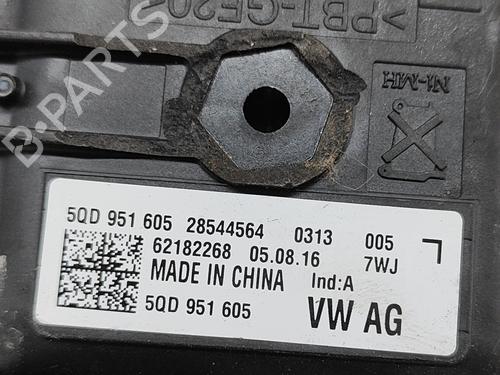 >PBT-GF20<
Ni-MH
B-PARTS
5QD 951 605 28544564 0313 005
62182268 05.08.16 7WJ
MADE IN CHINA Ind:A
5QD 951 605 VW AG